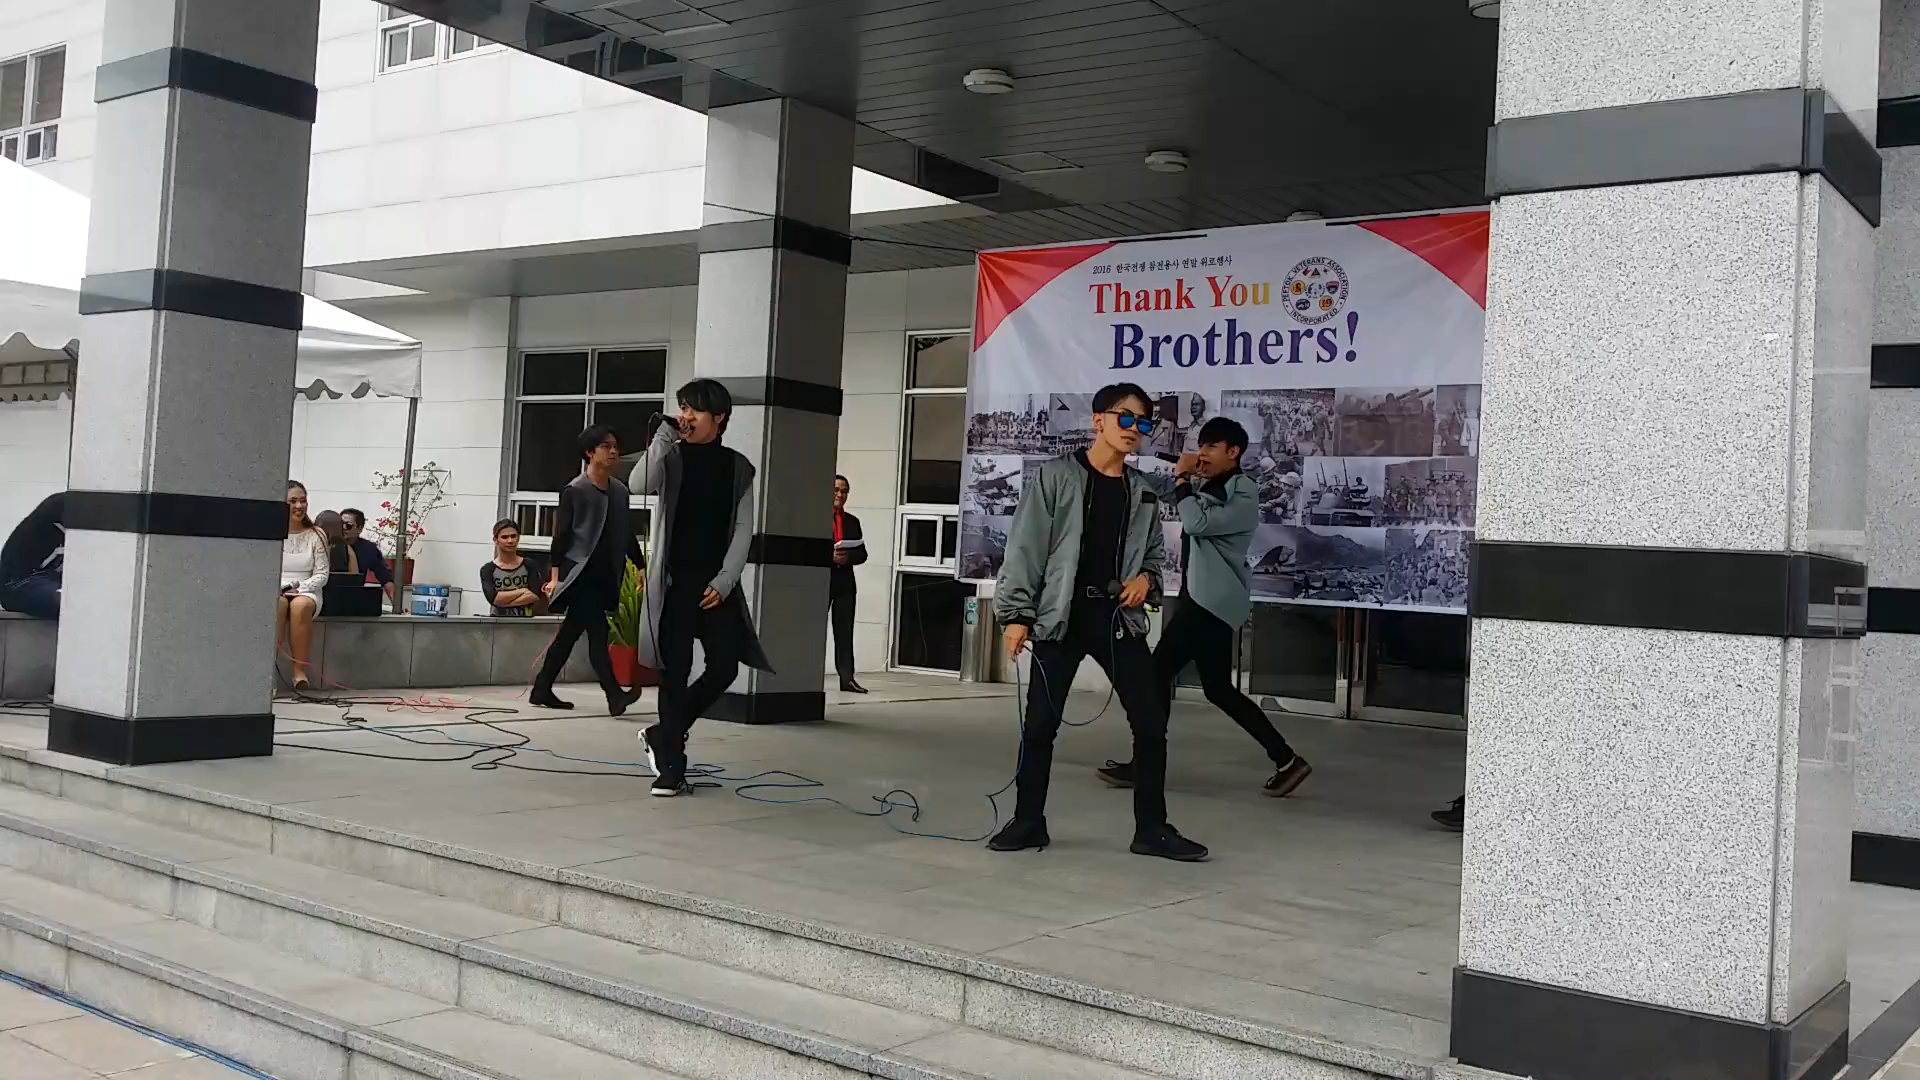 2016 한국전쟁 참전용사 연말 위로행사
Thank You
Brothers!
PEFTOK VETERANS ASSOCIATION
INCORPORATED
GOOD